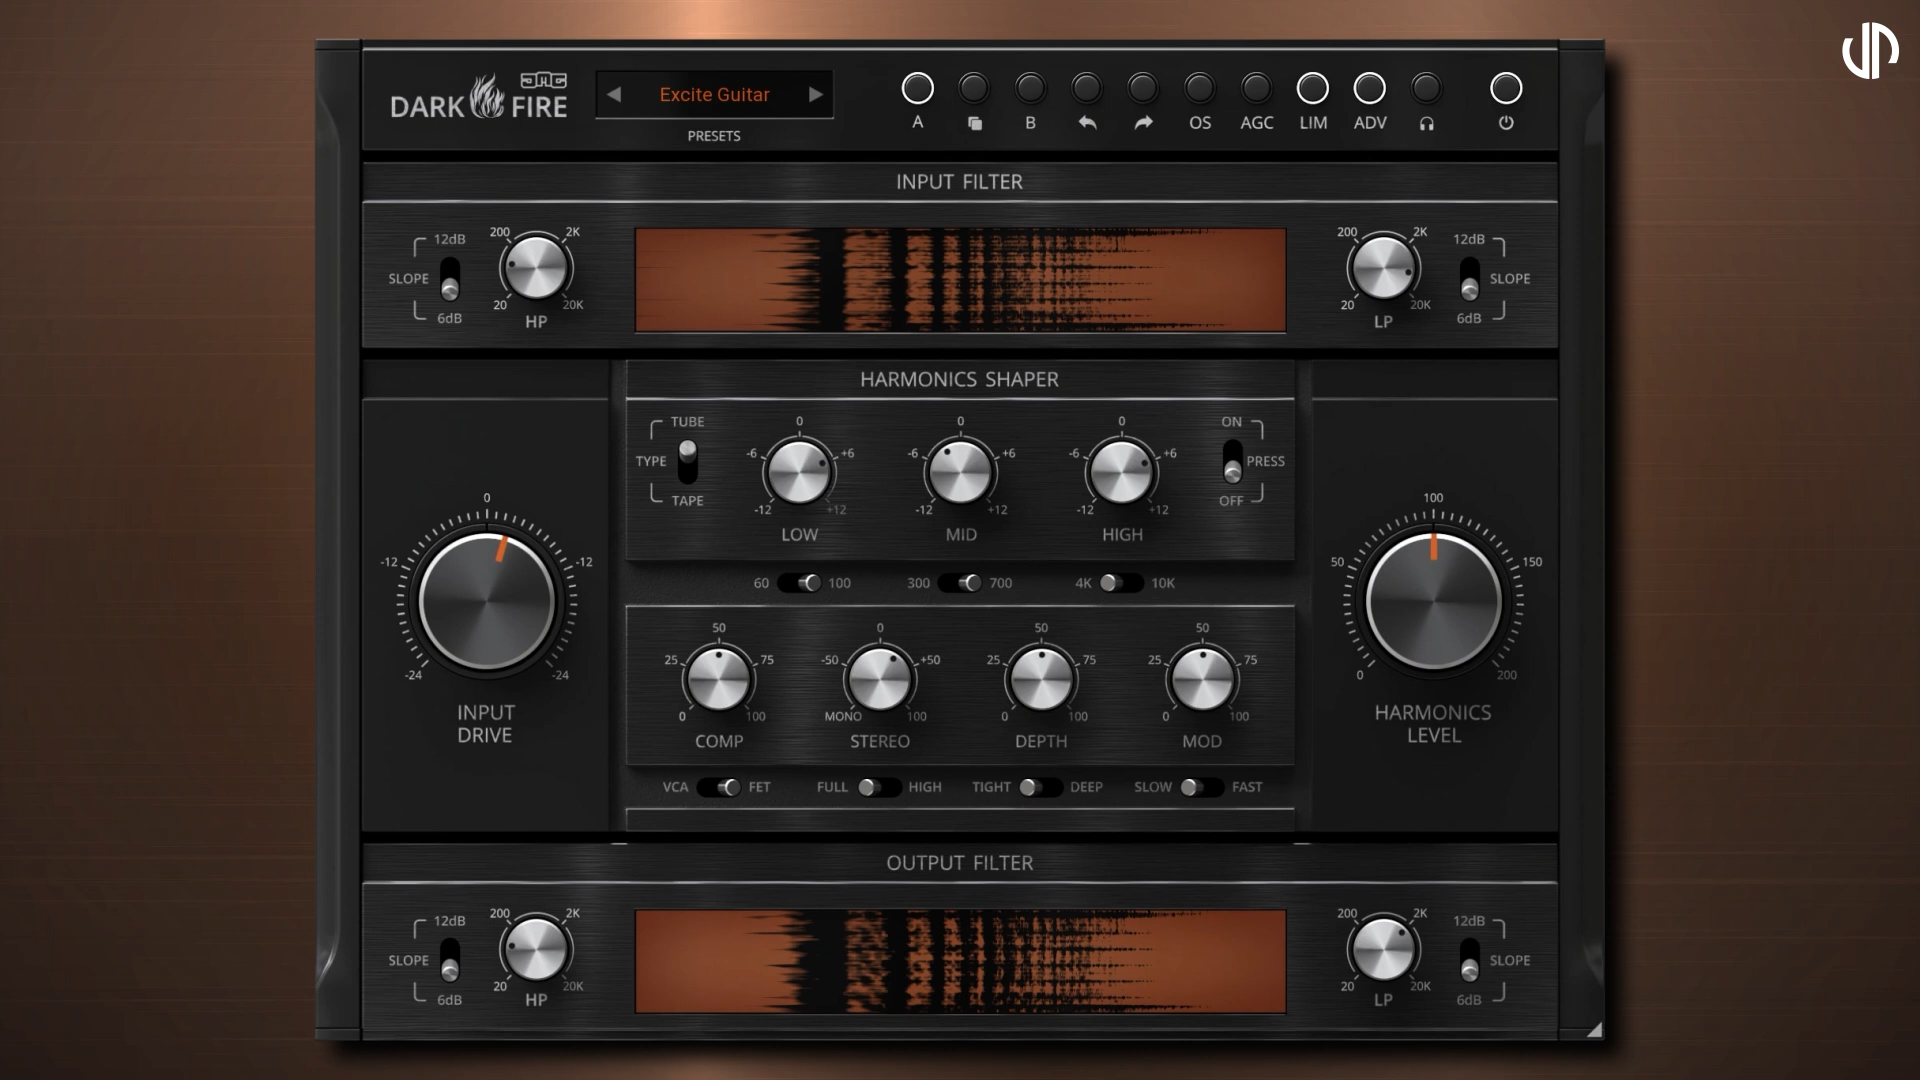 DARK FIRE
Excite Guitar
PRESETS
A B OS AGC LIM ADV
INPUT FILTER
12dB
SLOPE
6dB
200 2K
20 20K
HP
200 2K
20 20K
LP
12dB
SLOPE
6dB
HARMONICS SHAPER
TUBE
TYPE
TAPE
0
-6 +6
-12 +12
LOW
0
-6 +6
-12 +12
MID
0
-6 +6
-12 +12
HIGH
ON
PRESS
OFF
60 100
300 700
4K 10K
0
-12 -12
-24 -24
INPUT
DRIVE
50
25 75
0 100
COMP
0
-50 +50
MONO 100
STEREO
50
25 75
0 100
DEPTH
50
25 75
0 100
MOD
100
50 150
0 200
HARMONICS
LEVEL
VCA FET
FULL HIGH
TIGHT DEEP
SLOW FAST
OUTPUT FILTER
12dB
SLOPE
6dB
200 2K
20 20K
HP
200 2K
20 20K
LP
12dB
SLOPE
6dB